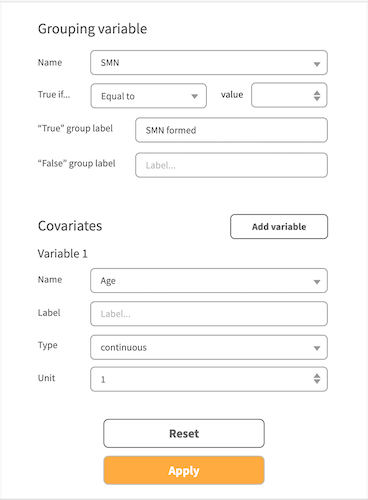 Grouping variable
Name SMN
True if... Equal to value
“True” group label SMN formed
“False” group label Label...
Covariates Add variable
Variable 1
Name Age
Label Label...
Type continuous
Unit 1
Reset
Apply